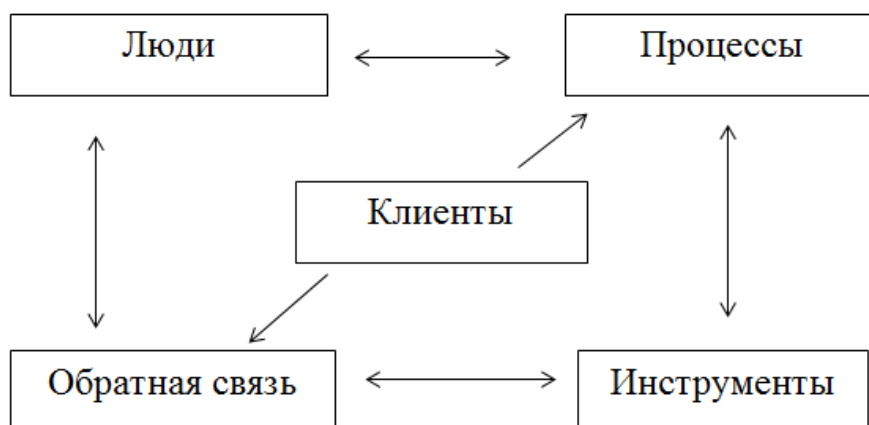 Люди
Процессы
Клиенты
Обратная связь
Инструменты